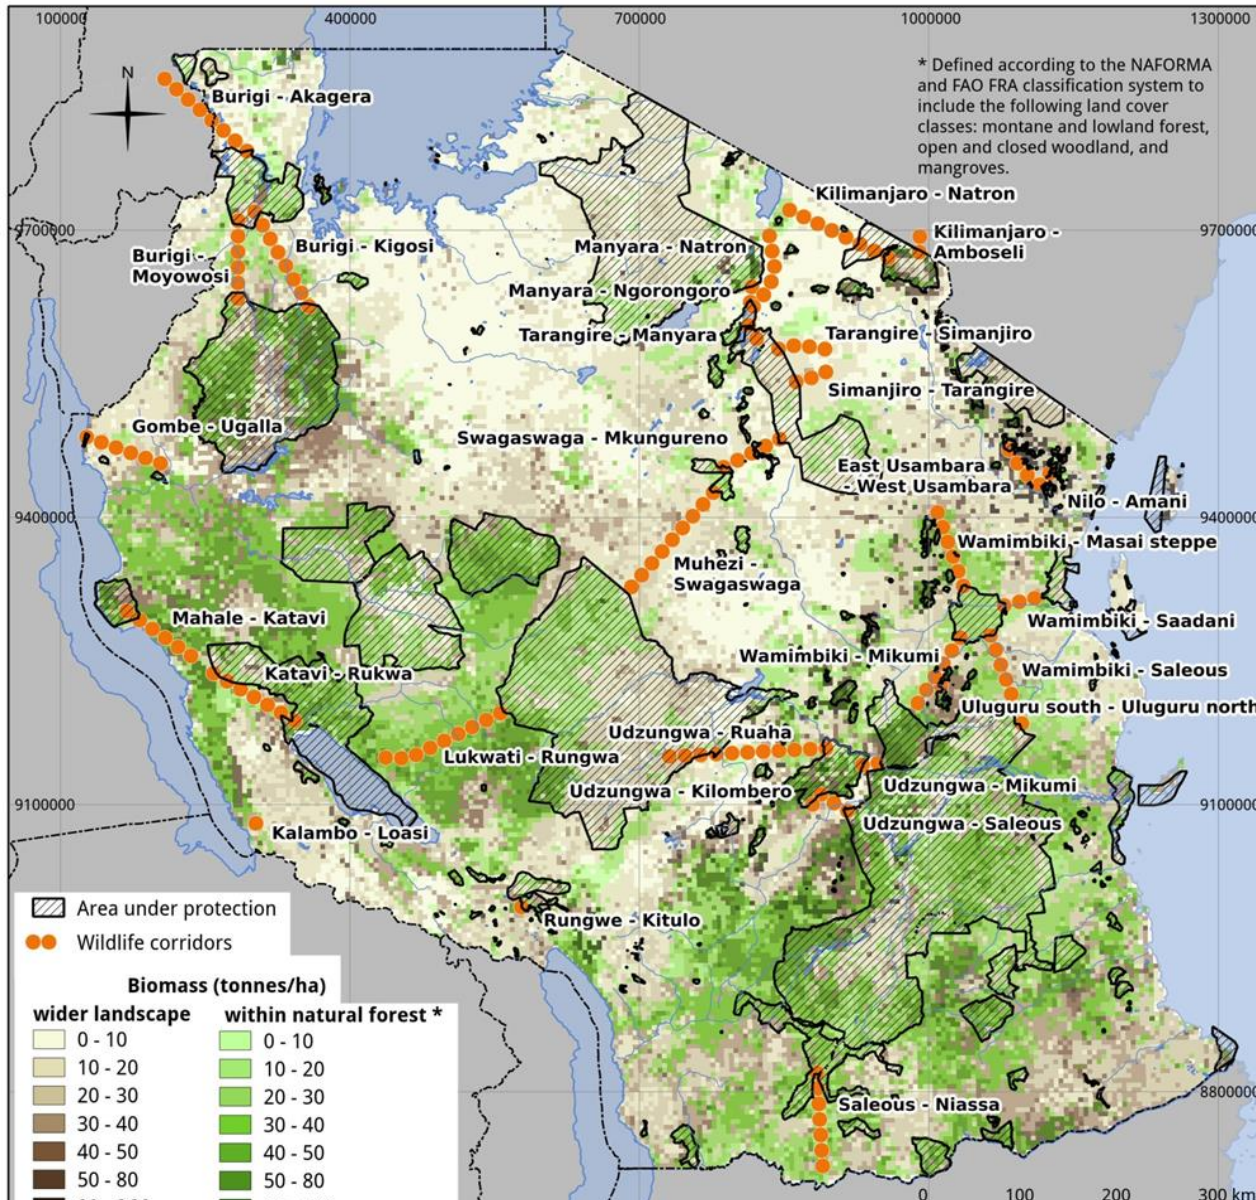 100000 400000 700000 1000000 1300000
* Defined according to the NAFORMA
and FAO FRA classification system to
include the following land cover
classes: montane and lowland forest,
open and closed woodland, and
mangroves.
N
Burigi - Akagera
Kilimanjaro - Natron
9700000
9700000
Kilimanjaro -
Amboseli
Burigi -
Moyowosi
Burigi - Kigosi
Manyara - Natron
Manyara - Ngorongoro
Tarangire - Manyara
Tarangire - Simanjiro
Simanjiro - Tarangire
Gombe - Ugalla
Swagaswaga - Mkungureno
East Usambara
- West Usambara
Nilo - Amani
9400000
9400000
Wamimbiki - Masai steppe
Muhezi -
Swagaswaga
Mahale - Katavi
Wamimbiki - Saadani
Wamimbiki - Mikumi
Wamimbiki - Saleous
Katavi - Rukwa
Uluguru south - Uluguru north
Udzungwa - Ruaha
Lukwati - Rungwa
Udzungwa - Kilombero
Udzungwa - Mikumi
9100000
9100000
Udzungwa - Saleous
Kalambo - Loasi
Rungwe - Kitulo
Saleous - Niassa
8800000
Area under protection
Wildlife corridors
Biomass (tonnes/ha)
wider landscape within natural forest *
0 - 10 0 - 10
10 - 20 10 - 20
20 - 30 20 - 30
30 - 40 30 - 40
40 - 50 40 - 50
50 - 80 50 - 80
0 100 200 300 km